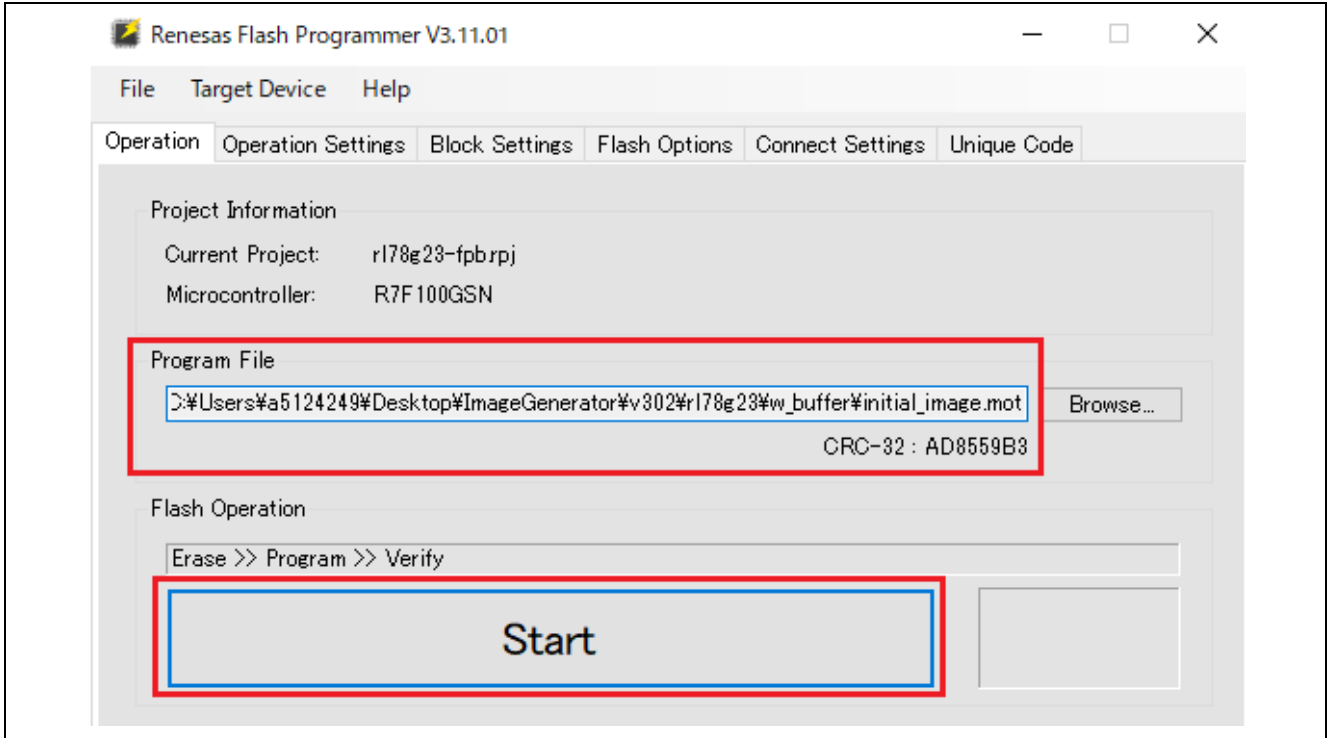 Renesas Flash Programmer V3.11.01
File Target Device Help
Operation Operation Settings Block Settings Flash Options Connect Settings Unique Code
Project Information
Current Project: rl78g23-fpb.rpj
Microcontroller: R7F100GSN
Program File
C:¥Users¥a5124249¥Desktop¥ImageGenerator¥v302¥rl78g23¥w_buffer¥initial_image.mot Browse...
CRC-32 : AD8559B3
Flash Operation
Erase >> Program >> Verify
Start